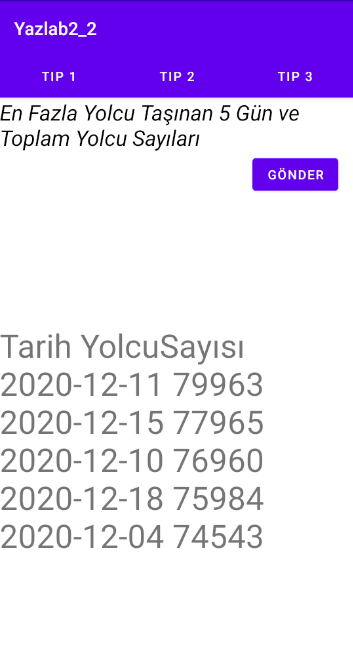 Yazlab2_2
TIP 1 TIP 2 TIP 3
En Fazla Yolcu Taşınan 5 Gün ve
Toplam Yolcu Sayıları
GÖNDER
Tarih YolcuSayısı
2020-12-11 79963
2020-12-15 77965
2020-12-10 76960
2020-12-18 75984
2020-12-04 74543